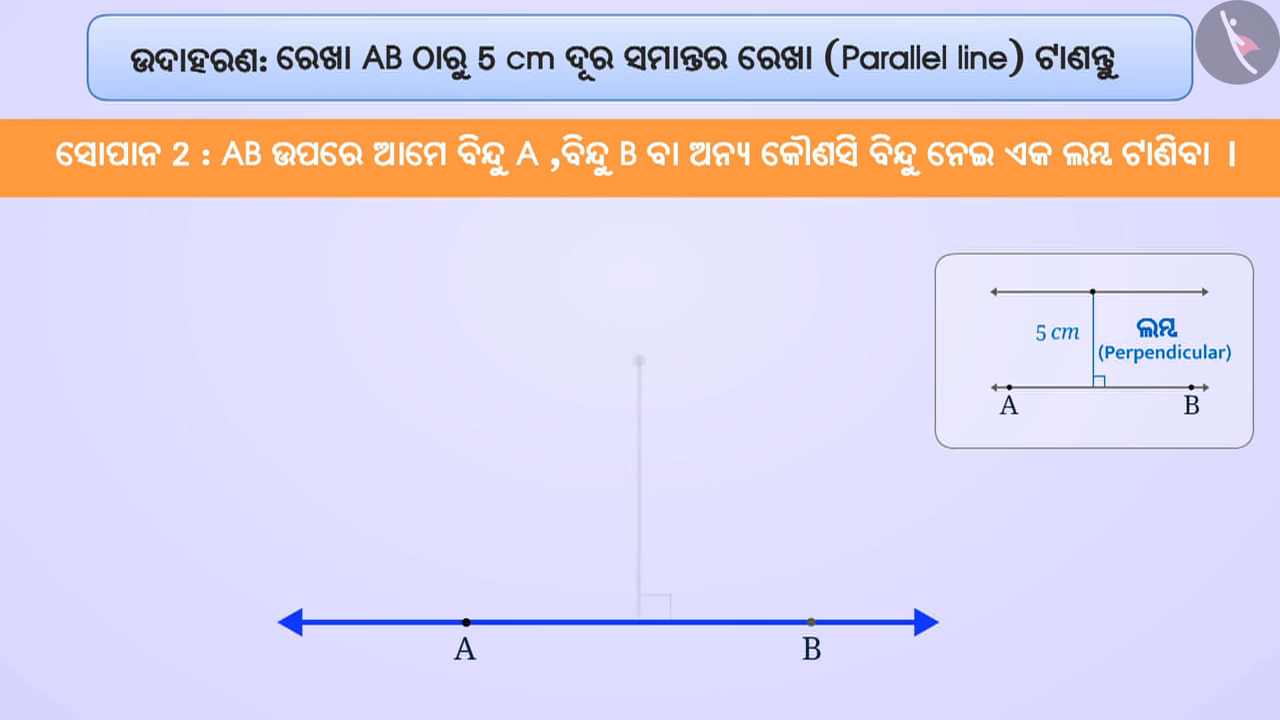 ଉଦାହରଣ: ରେଖା AB ଠାରୁ 5 cm ଦୂର ସମାନ୍ତର ରେଖା (Parallel line) ଟାଣନ୍ତୁ
ସୋପାନ 2 : AB ଉପରେ ଆମେ ବିନ୍ଦୁ A ,ବିନ୍ଦୁ B ବା ଅନ୍ୟ କୌଣସି ବିନ୍ଦୁ ନେଇ ଏକ ଲମ୍ବ ଟାଣିବା ।
5 cm
ଲମ୍ବ
(Perpendicular)
A B
A B